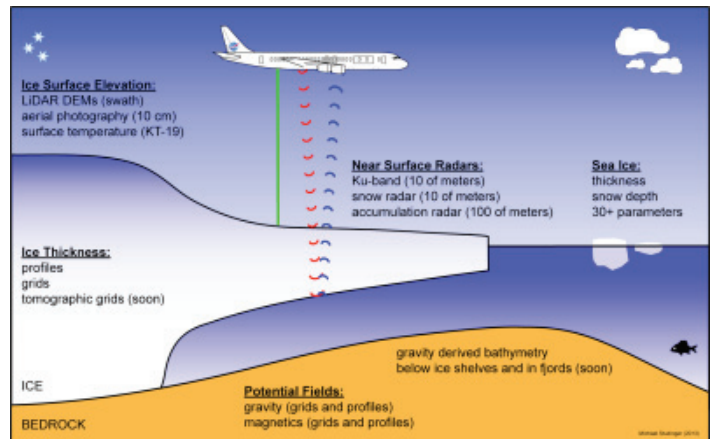 Ice Surface Elevation:
LiDAR DEMs (swath)
aerial photography (10 cm)
surface temperature (KT-19)
Near Surface Radars:
Ku-band (10 of meters)
snow radar (10 of meters)
accumulation radar (100 of meters)
Sea Ice:
thickness
snow depth
30+ parameters
Ice Thickness:
profiles
grids
tomographic grids (soon)
gravity derived bathymetry
below ice shelves and in fjords (soon)
ICE
Potential Fields:
gravity (grids and profiles)
magnetics (grids and profiles)
BEDROCK
Michael Studinger (2010)